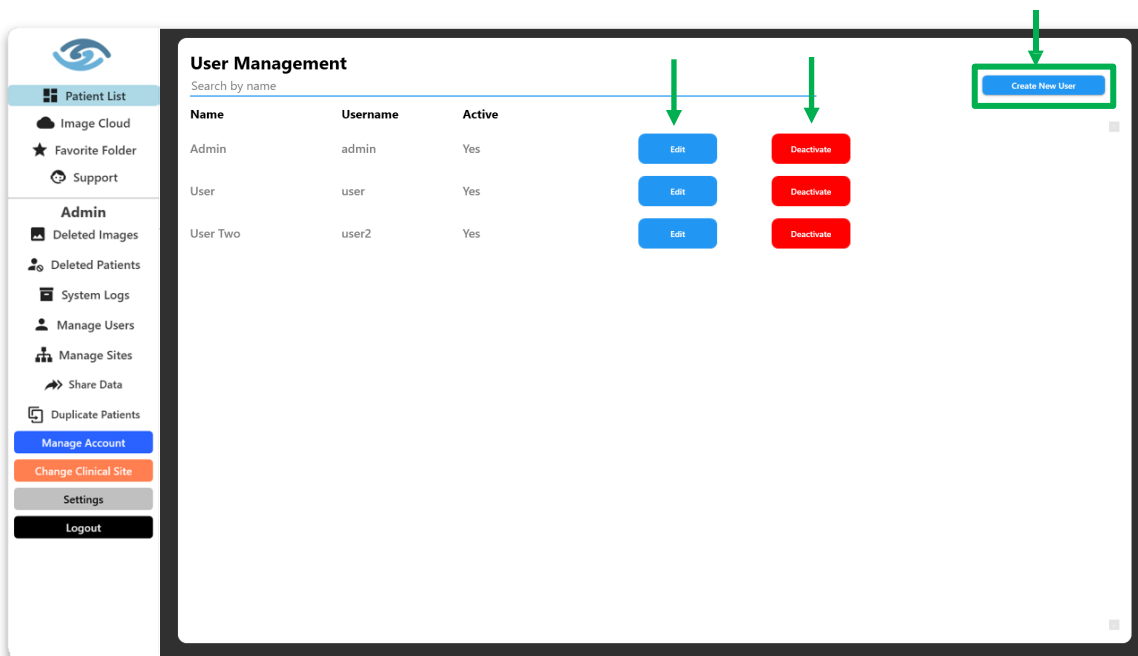 Patient List
Image Cloud
Favorite Folder
Support
Admin
Deleted Images
Deleted Patients
System Logs
Manage Users
Manage Sites
Share Data
Duplicate Patients
Manage Account
Change Clinical Site
Settings
Logout
User Management
Search by name
Create New User
Name Username Active
Admin admin Yes Edit Deactivate
User user Yes Edit Deactivate
User Two user2 Yes Edit Deactivate